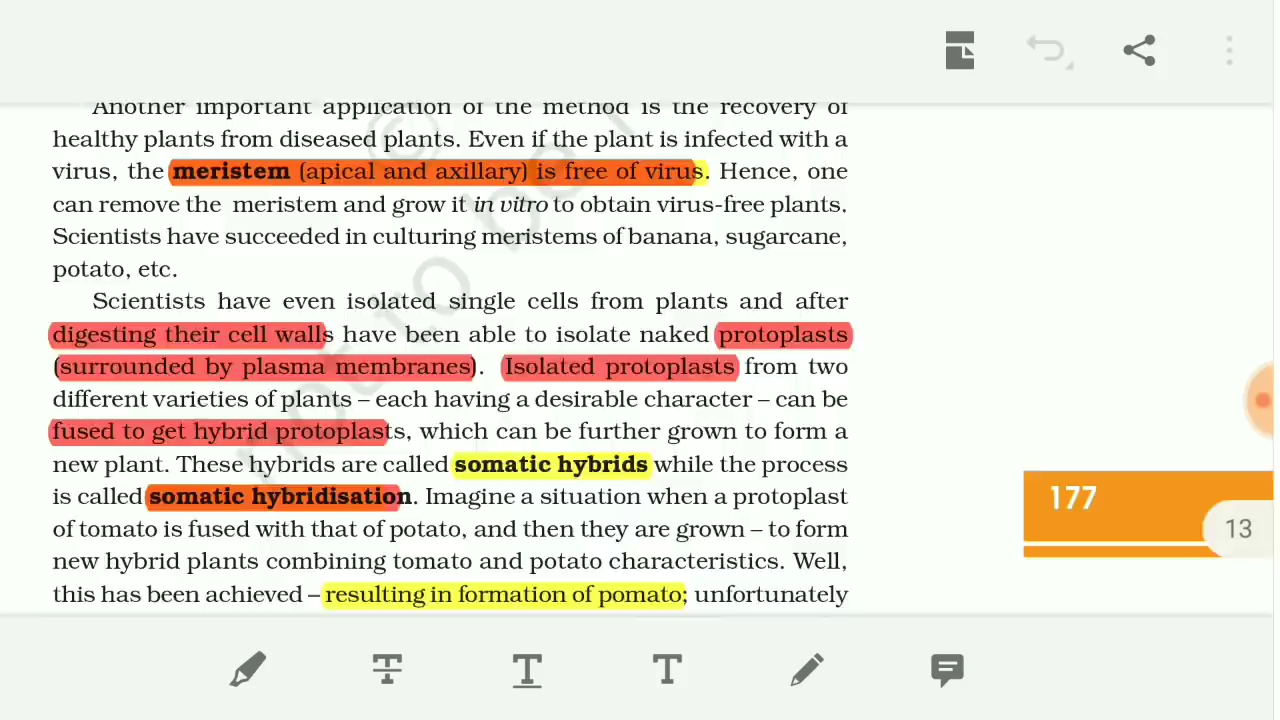 Another important application of the method is the recovery of
healthy plants from diseased plants. Even if the plant is infected with a
virus, the meristem (apical and axillary) is free of virus. Hence, one
can remove the meristem and grow it in vitro to obtain virus-free plants.
Scientists have succeeded in culturing meristems of banana, sugarcane,
potato, etc.
Scientists have even isolated single cells from plants and after
digesting their cell walls have been able to isolate naked protoplasts
(surrounded by plasma membranes). Isolated protoplasts from two
different varieties of plants – each having a desirable character – can be
fused to get hybrid protoplasts, which can be further grown to form a
new plant. These hybrids are called somatic hybrids while the process
is called somatic hybridisation. Imagine a situation when a protoplast
of tomato is fused with that of potato, and then they are grown – to form
new hybrid plants combining tomato and potato characteristics. Well,
this has been achieved – resulting in formation of pomato; unfortunately
177
13